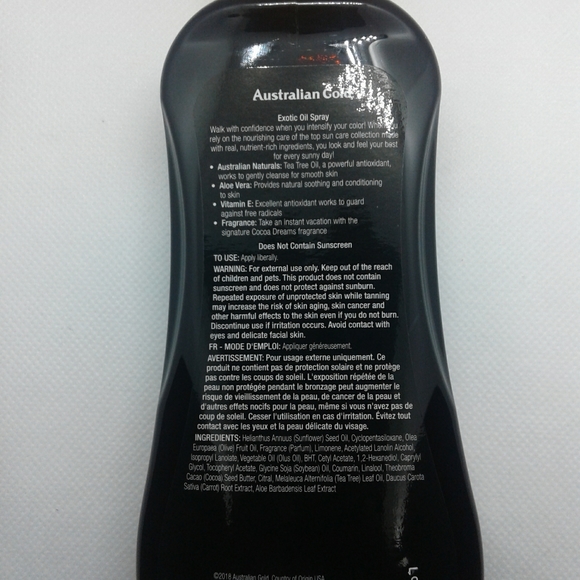 Australian Gold
Exotic Oil Spray
Walk with confidence when you intensify your color! When you
rely on the nourishing care of the top sun care collection made
with real, nutrient-rich ingredients, you look and feel your best
for every sunny day!
• Australian Naturals: Tea Tree Oil, a powerful antioxidant,
works to gently cleanse for smooth skin
• Aloe Vera: Provides natural soothing and conditioning
to skin
• Vitamin E: Excellent antioxidant works to guard
against free radicals
• Fragrance: Take an instant vacation with the
signature Cocoa Dreams fragrance
Does Not Contain Sunscreen
TO USE: Apply liberally.
WARNING: For external use only. Keep out of the reach
of children and pets. This product does not contain
sunscreen and does not protect against sunburn.
Repeated exposure of unprotected skin while tanning
may increase the risk of skin aging, skin cancer and
other harmful effects to the skin even if you do not burn.
Discontinue use if irritation occurs. Avoid contact with
eyes and delicate facial skin.
FR - MODE D'EMPLOI: Appliquer généreusement.
AVERTISSEMENT: Pour usage externe uniquement. Ce
produit ne contient pas de protection solaire et ne protège
pas contre les coups de soleil. L'exposition répétée de la
peau non protégée pendant le bronzage peut augmenter le
risque de vieillissement de la peau, de cancer de la peau et
d'autres effets nocifs pour la peau, même si vous n'avez pas de
coup de soleil. Cesser l'utilisation en cas d'irritation. Évitez tout
contact avec les yeux et la peau délicate du visage.
INGREDIENTS: Helianthus Annuus (Sunflower) Seed Oil, Cyclopentasiloxane, Olea
Europaea (Olive) Fruit Oil, Fragrance (Parfum), Limonene, Acetylated Lanolin Alcohol,
Isopropyl Lanolate, Vegetable Oil (Olus Oil), BHT, Cetyl Acetate, 1,2-Hexanediol, Caprylyl
Glycol, Tocopheryl Acetate, Glycine Soja (Soybean) Oil, Coumarin, Linalool, Theobroma
Cacao (Cocoa) Seed Butter, Citral, Melaleuca Alternifolia (Tea Tree) Leaf Oil, Daucus Carota
Sativa (Carrot) Root Extract, Aloe Barbadensis Leaf Extract
©2018 Australian Gold, Country of Origin USA